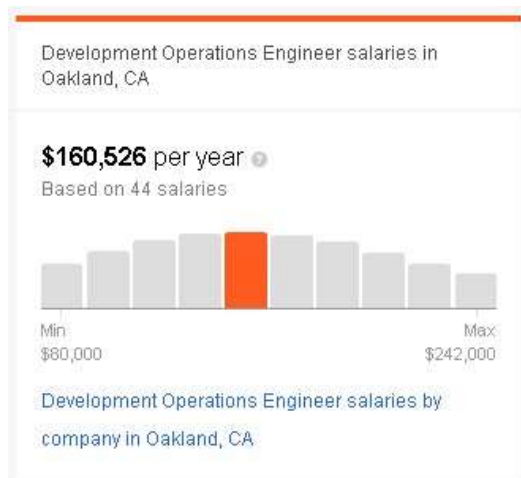 Development Operations Engineer salaries in
Oakland, CA
$160,526 per year ?
Based on 44 salaries
Min Max
$80,000 $242,000
Development Operations Engineer salaries by
company in Oakland, CA